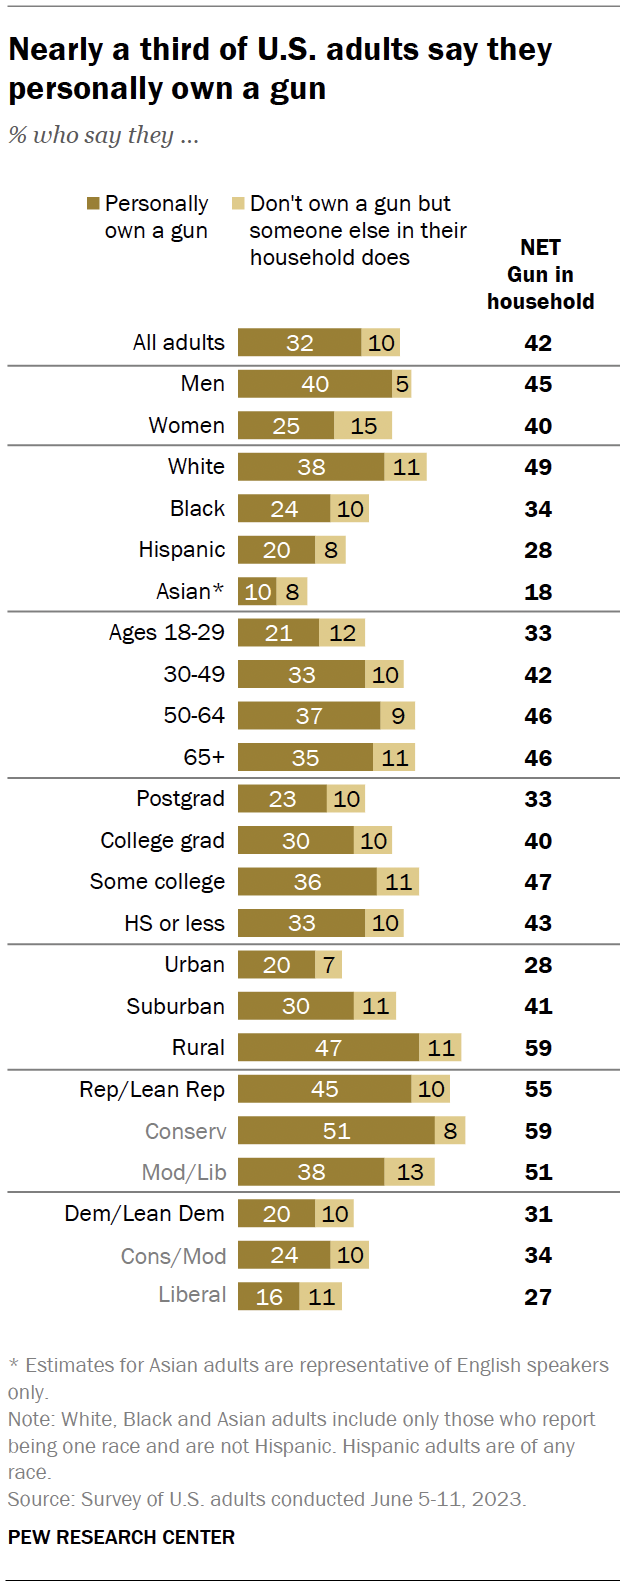 Nearly a third of U.S. adults say they
personally own a gun
% who say they ...
Personally
own a gun
Don't own a gun but
someone else in their
household does
NET
Gun in
household
All adults 32 10 42
Men 40 5 45
Women 25 15 40
White 38 11 49
Black 24 10 34
Hispanic 20 8 28
Asian* 10 8 18
Ages 18-29 21 12 33
30-49 33 10 42
50-64 37 9 46
65+ 35 11 46
Postgrad 23 10 33
College grad 30 10 40
Some college 36 11 47
HS or less 33 10 43
Urban 20 7 28
Suburban 30 11 41
Rural 47 11 59
Rep/Lean Rep 45 10 55
Conserv 51 8 59
Mod/Lib 38 13 51
Dem/Lean Dem 20 10 31
Cons/Mod 24 10 34
Liberal 16 11 27
* Estimates for Asian adults are representative of English speakers
only.
Note: White, Black and Asian adults include only those who report
being one race and are not Hispanic. Hispanic adults are of any
race.
Source: Survey of U.S. adults conducted June 5-11, 2023.
PEW RESEARCH CENTER